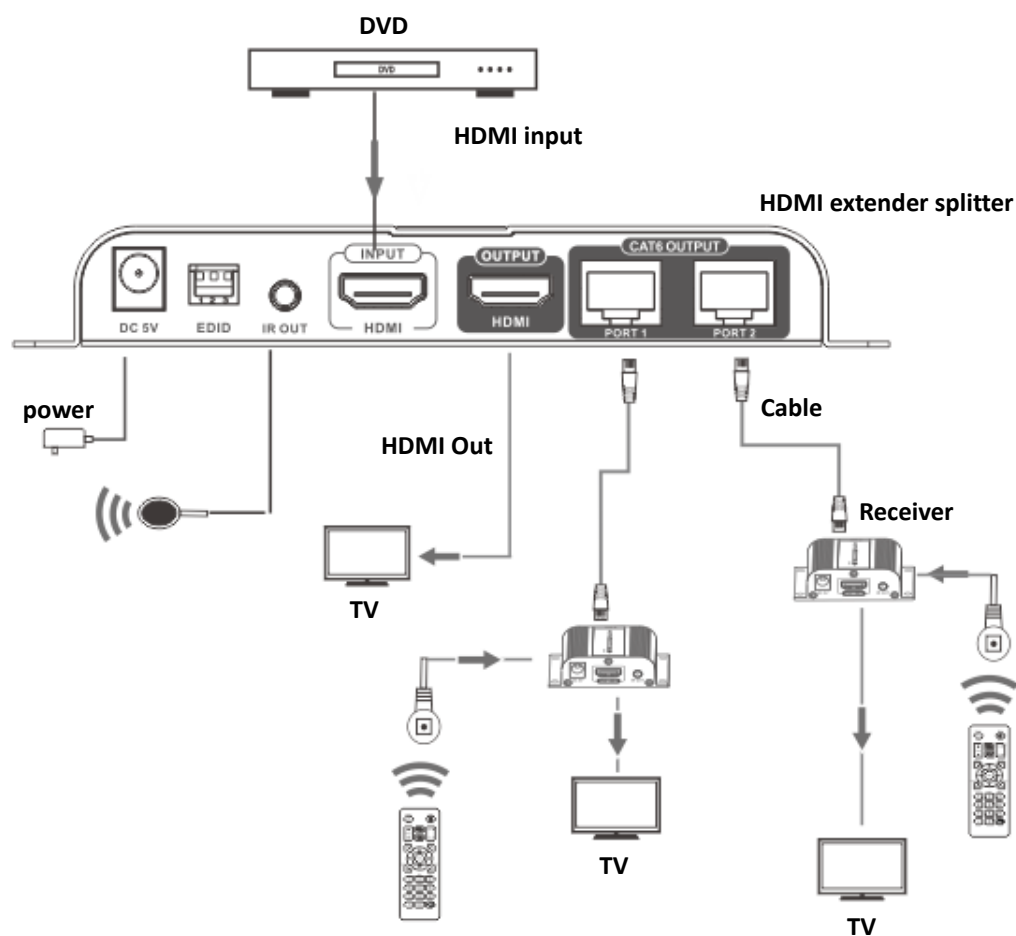 DVD
DVD
HDMI input
HDMI extender splitter
INPUT
OUTPUT
CAT6 OUTPUT
DC 5V
EDID
IR OUT
HDMI
HDMI
PORT 1
PORT 2
power
HDMI Out
Cable
Receiver
TV
TV
TV